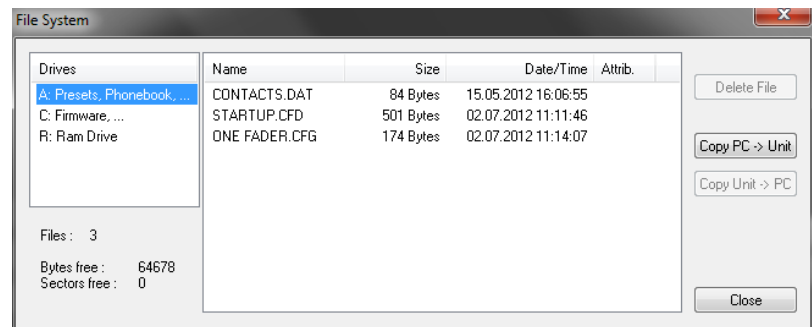 File System
Drives
A: Presets, Phonebook, ...
C: Firmware, ...
R: Ram Drive
Files : 3
Bytes free : 64678
Sectors free : 0
Name Size Date/Time Attrib.
CONTACTS.DAT 84 Bytes 15.05.2012 16:06:55
STARTUP.CFD 501 Bytes 02.07.2012 11:11:46
ONE FADER.CFG 174 Bytes 02.07.2012 11:14:07
Delete File
Copy PC -> Unit
Copy Unit -> PC
Close